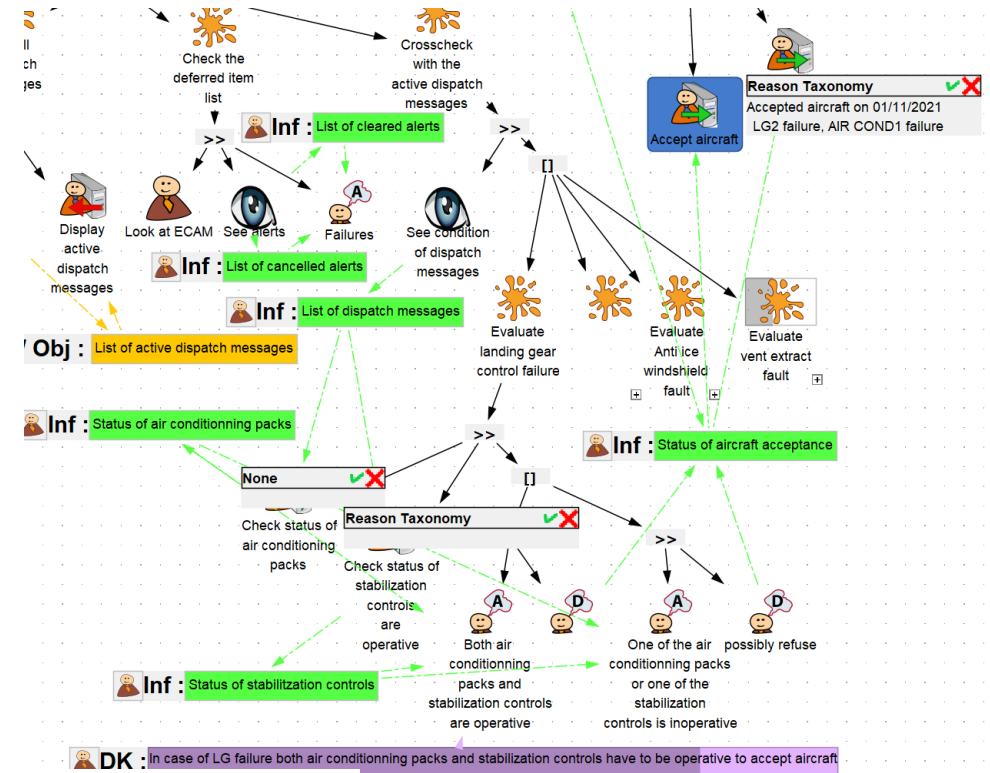 ll
ch
ges
Check the
deferred item
list
Crosscheck
with the
active dispatch
messages
Reason Taxonomy
Accepted aircraft on 01/11/2021
LG2 failure, AIR COND1 failure
Accept aircraft
Inf : List of cleared alerts
>>
>>
[]
A
Display
active
dispatch
messages
Look at ECAM
See alerts
Failures
See condition
of dispatch
messages
Inf : List of cancelled alerts
Inf : List of dispatch messages
Evaluate
landing gear
control failure
Evaluate
Anti ice
windshield
fault
Evaluate
vent extract
fault
Obj : List of active dispatch messages
Inf : Status of air conditionning packs
>>
Inf : Status of aircraft acceptance
None
[]
Check status of
air conditioning
packs
Reason Taxonomy
>>
Check status of
stabilization
controls
are
operative
A
D
A
D
Both air
conditionning
packs and
stabilization controls
are operative
One of the air
conditionning packs
or one of the
stabilization
controls is inoperative
possibly refuse
Inf : Status of stabilitzation controls
DK : In case of LG failure both air conditionning packs and stabilization controls have to be operative to accept aircraft